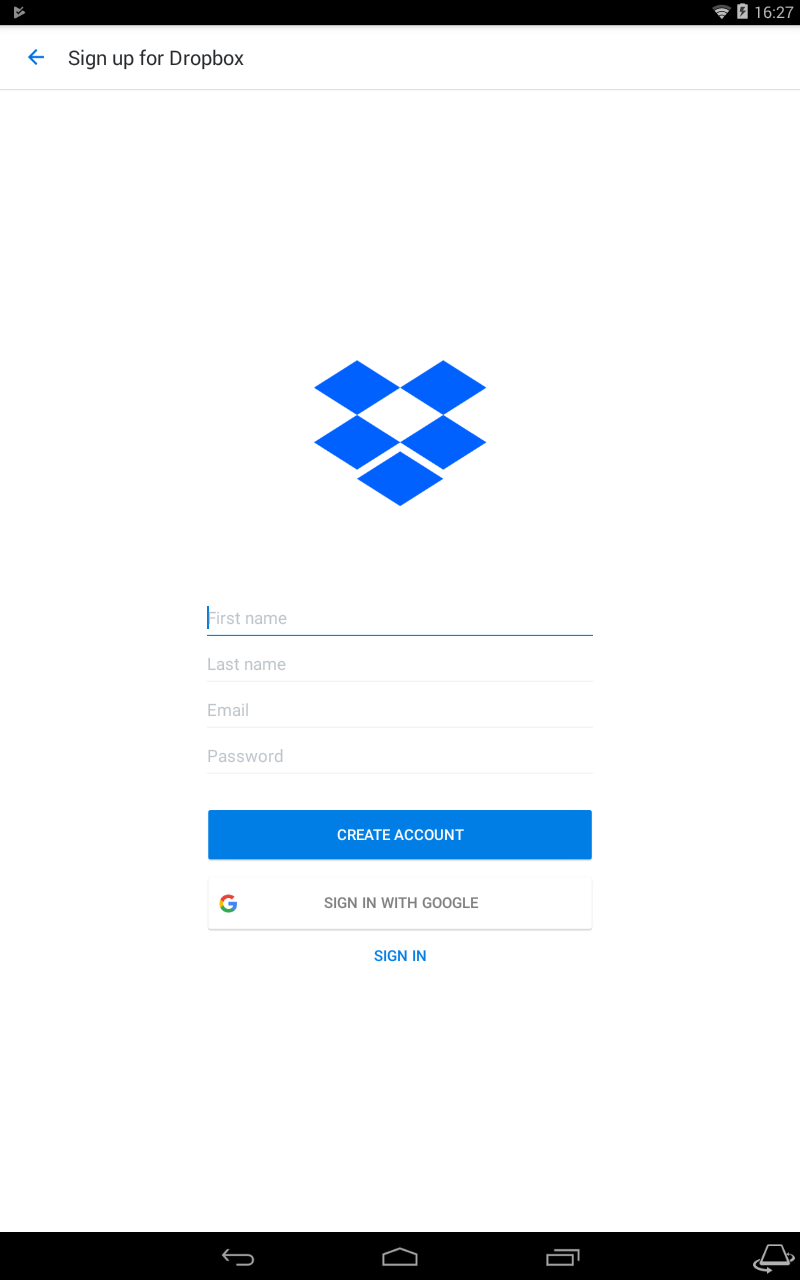 16:27
Sign up for Dropbox
First name
Last name
Email
Password
CREATE ACCOUNT
SIGN IN WITH GOOGLE
SIGN IN